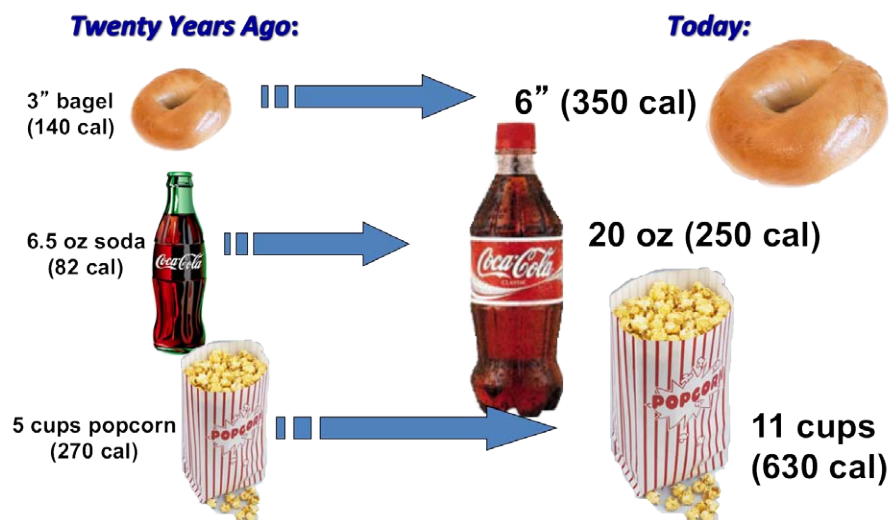 Twenty Years Ago:
Today:
3” bagel
(140 cal)
6” (350 cal)
6.5 oz soda
(82 cal)
Coca-Cola
Coca-Cola
CLASSIC
20 oz (250 cal)
5 cups popcorn
(270 cal)
POPCORN
POPCORN
11 cups
(630 cal)